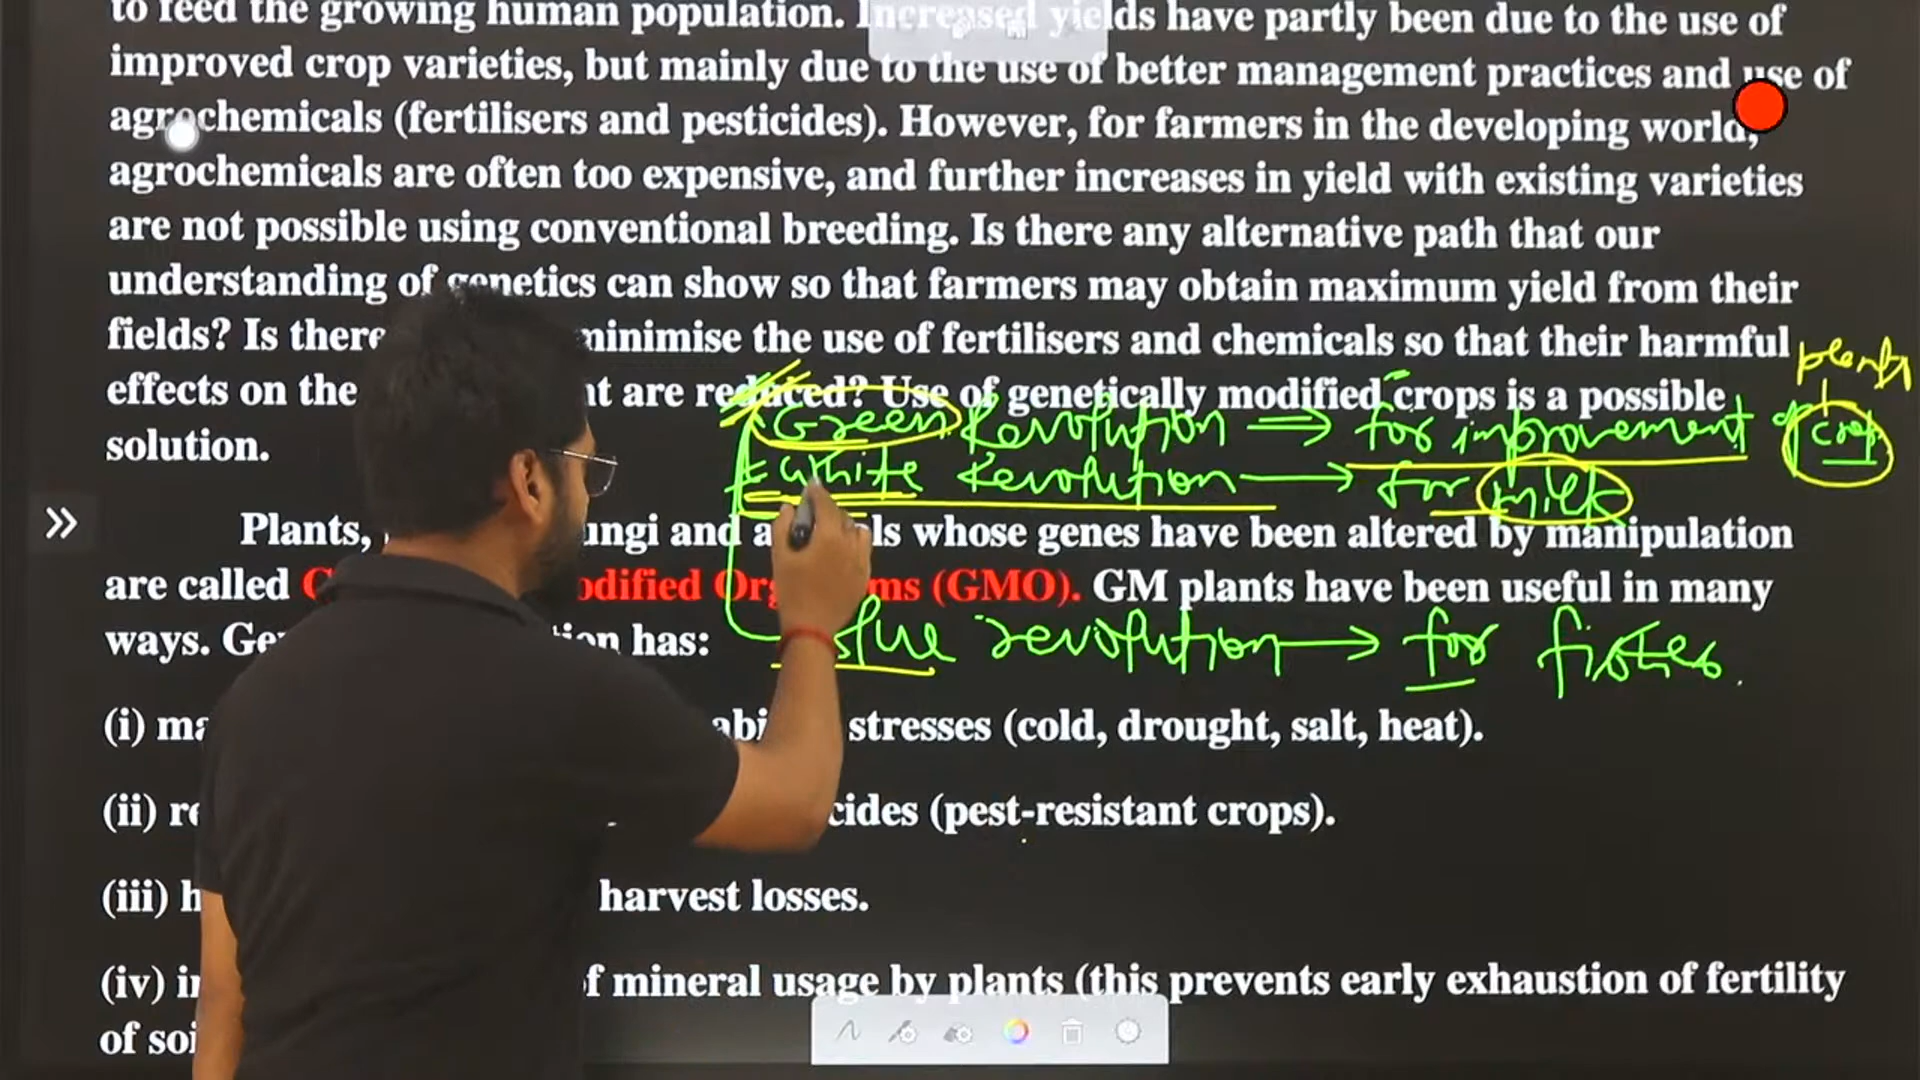 to feed the growing human population. Increased yields have partly been due to the use of
improved crop varieties, but mainly due to the use of better management practices and use of
agrochemicals (fertilisers and pesticides). However, for farmers in the developing world,
agrochemicals are often too expensive, and further increases in yield with existing varieties
are not possible using conventional breeding. Is there any alternative path that our
understanding of genetics can show so that farmers may obtain maximum yield from their
fields? Is there minimise the use of fertilisers and chemicals so that their harmful
plants
effects on the are reduced? Use of genetically modified crops is a possible
Green Revolution ⇒ for improvement of crop
solution.
White Revolution → for milk
Plants, whose genes have been altered by manipulation
are called (GMO). GM plants have been useful in many
ways. has:
Blue revolution → for fishes.
(i) stresses (cold, drought, salt, heat).
(ii) (pest-resistant crops).
(iii) harvest losses.
(iv) mineral usage by plants (this prevents early exhaustion of fertility
of